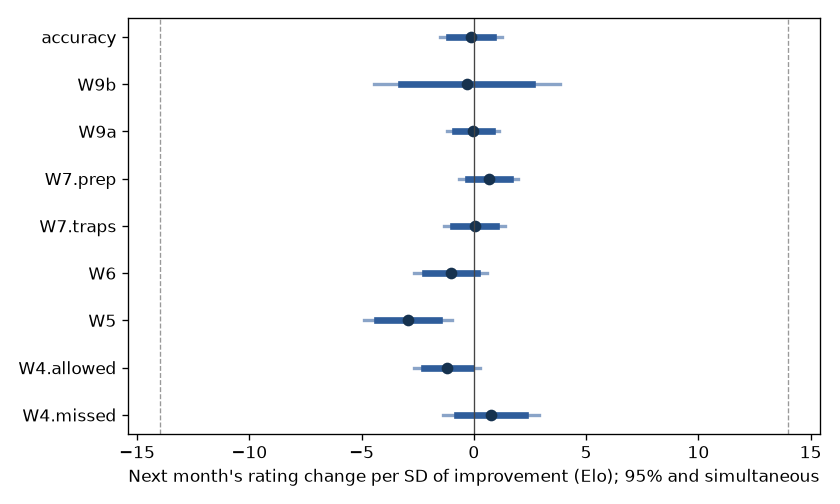 accuracy
W9b
W9a
W7.prep
W7.traps
W6
W5
W4.allowed
W4.missed
−15 −10 −5 0 5 10 15
Next month's rating change per SD of improvement (Elo); 95% and simultaneous